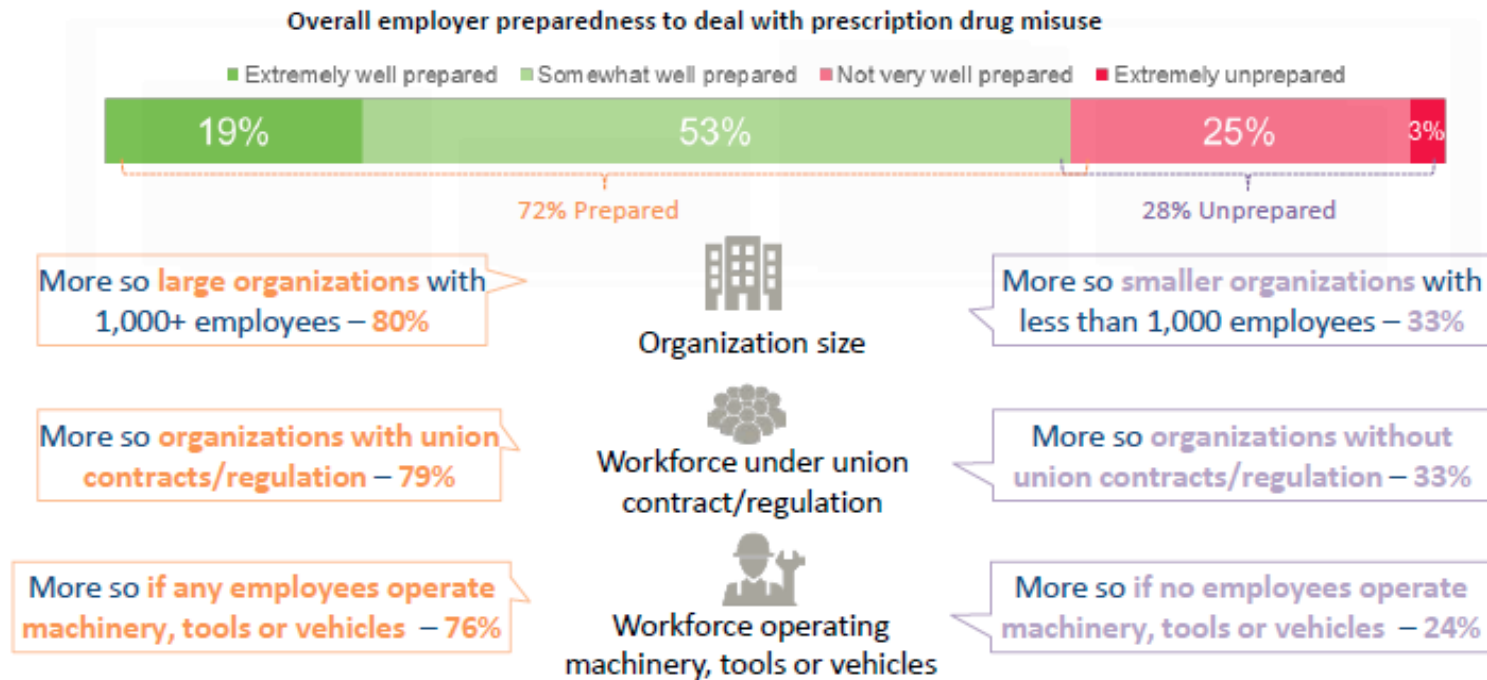 Overall employer preparedness to deal with prescription drug misuse
Extremely well prepared Somewhat well prepared Not very well prepared Extremely unprepared
19% 53% 25% 3%
72% Prepared 28% Unprepared
More so large organizations with
1,000+ employees – 80%
Organization size
More so smaller organizations with
less than 1,000 employees – 33%
More so organizations with union
contracts/regulation – 79%
Workforce under union
contract/regulation
More so organizations without
union contracts/regulation – 33%
More so if any employees operate
machinery, tools or vehicles – 76%
Workforce operating
machinery, tools or vehicles
More so if no employees operate
machinery, tools or vehicles – 24%